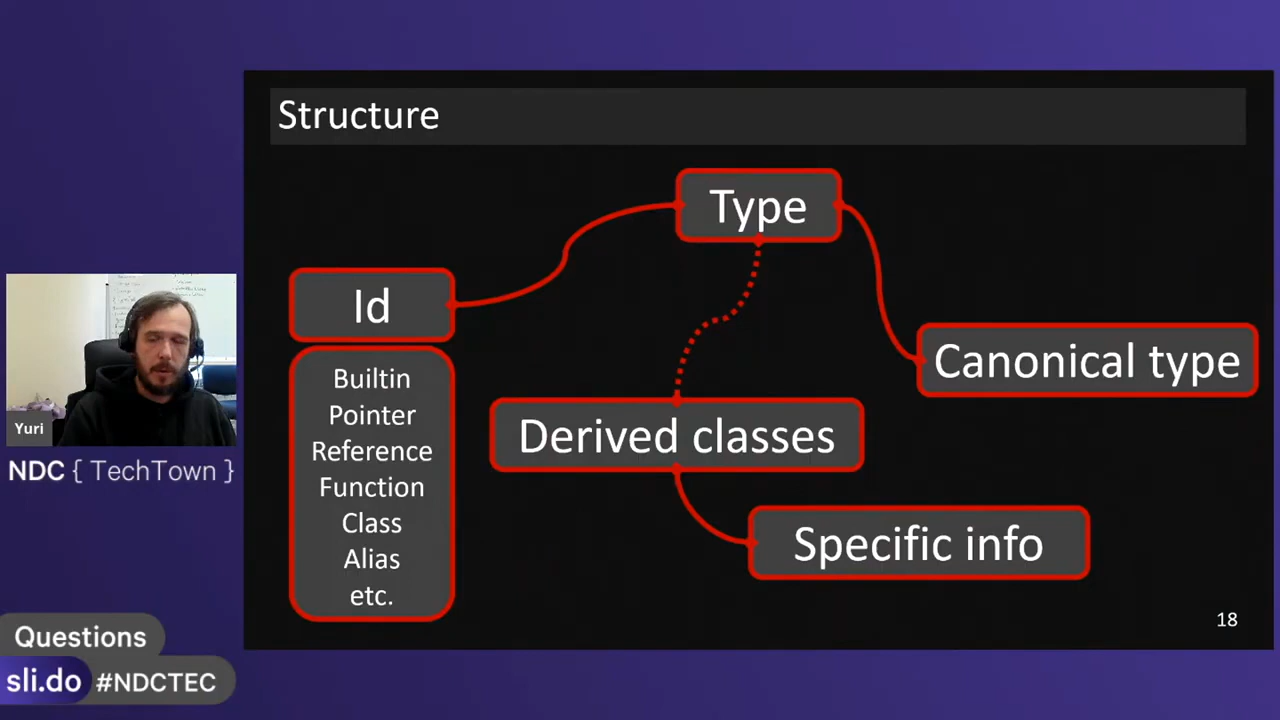 Structure
Type
Id
Canonical type
Builtin
Pointer
Reference
Function
Class
Alias
etc.
Derived classes
Specific info
18
Yuri
NDC { TechTown }
Questions
sli.do #NDCTEC